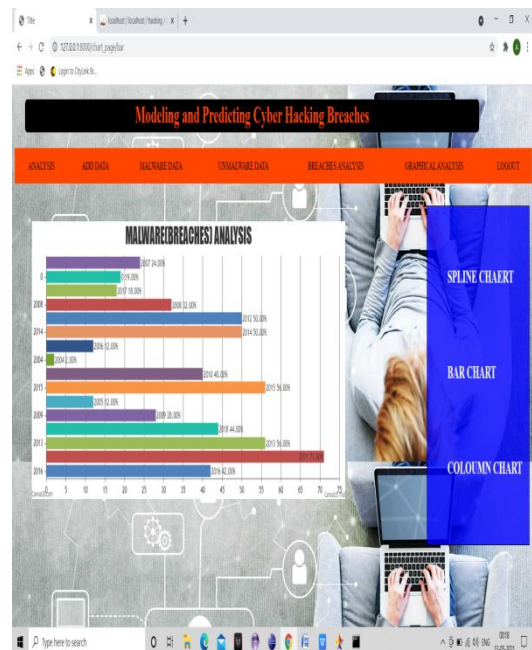 Title
localhost / localhost / hacking /
127.0.0.1:8000/chart_page/bar
Apps
Login to CityLink Br...
Modeling and Predicting Cyber Hacking Breaches
ANALYSIS ADD DATA MALWARE DATA UNMALWARE DATA BREACHES ANALYSIS GRAPHICAL ANALYSIS LOGOUT
MALWARE(BREACHES) ANALYSIS
2007 24.00%
0
0 19.00%
2017 18.00%
2008
2008 32.00%
2012 50.00%
2014
2014 50.00%
2006 12.00%
2004
2004 2.00%
2010 40.00%
2015
2015 56.00%
2005 12.00%
2009
2009 28.00%
2018 44.00%
2013
2013 56.00%
71.00%
2016
2016 42.00%
0 5 10 15 20 25 30 35 40 45 50 55 60 65 70 75
SPLINE CHAERT
BAR CHART
COLOUMN CHART
Type here to search
ENG
00:18